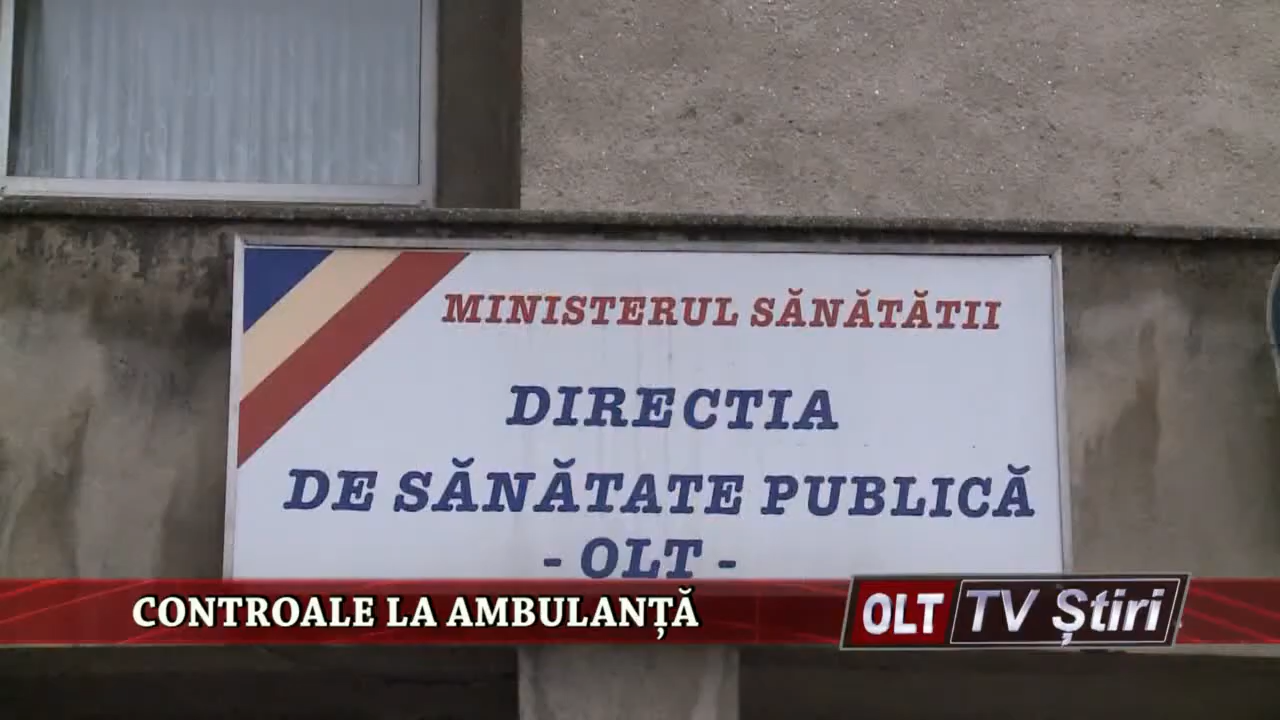 MINISTERUL SĂNĂTĂTII
DIRECTIA
DE SĂNĂTATE PUBLICĂ
- OLT -
CONTROALE LA AMBULANȚĂ
OLT TV Știri